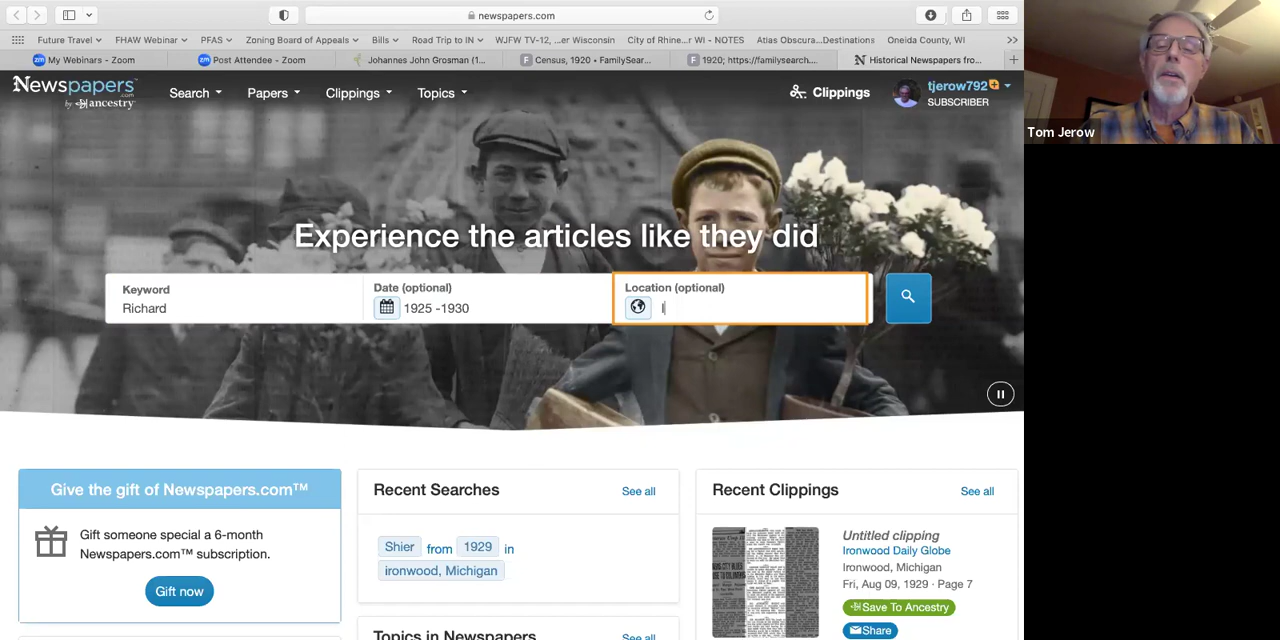 newspapers.com
Future Travel FHAW Webinar PFAS Zoning Board of Appeals Bills Road Trip to IN WJFW TV-12, ...er Wisconsin City of Rhine...r WI - NOTES Atlas Obscura...Destinations Oneida County, WI >>
zm My Webinars - Zoom zm Post Attendee - Zoom Johannes John Grosman (1... F Census, 1920 • FamilySear... F 1920; https://familysearch.... N Historical Newspapers fro... +
Newspapers™
.com
by ancestry
Search Papers Clippings Topics Clippings tjerow792
SUBSCRIBER
Tom Jerow
Experience the articles like they did
Keyword Date (optional) Location (optional)
Richard 1925 -1930 I
Give the gift of Newspapers.com™
Gift someone special a 6-month
Newspapers.com™ subscription.
Gift now
Recent Searches See all
Shier from 1929 in
ironwood, Michigan
Topics in Newspapers See all
Recent Clippings See all
Untitled clipping
Ironwood Daily Globe
Ironwood, Michigan
Fri, Aug 09, 1929 · Page 7
Save To Ancestry
Share